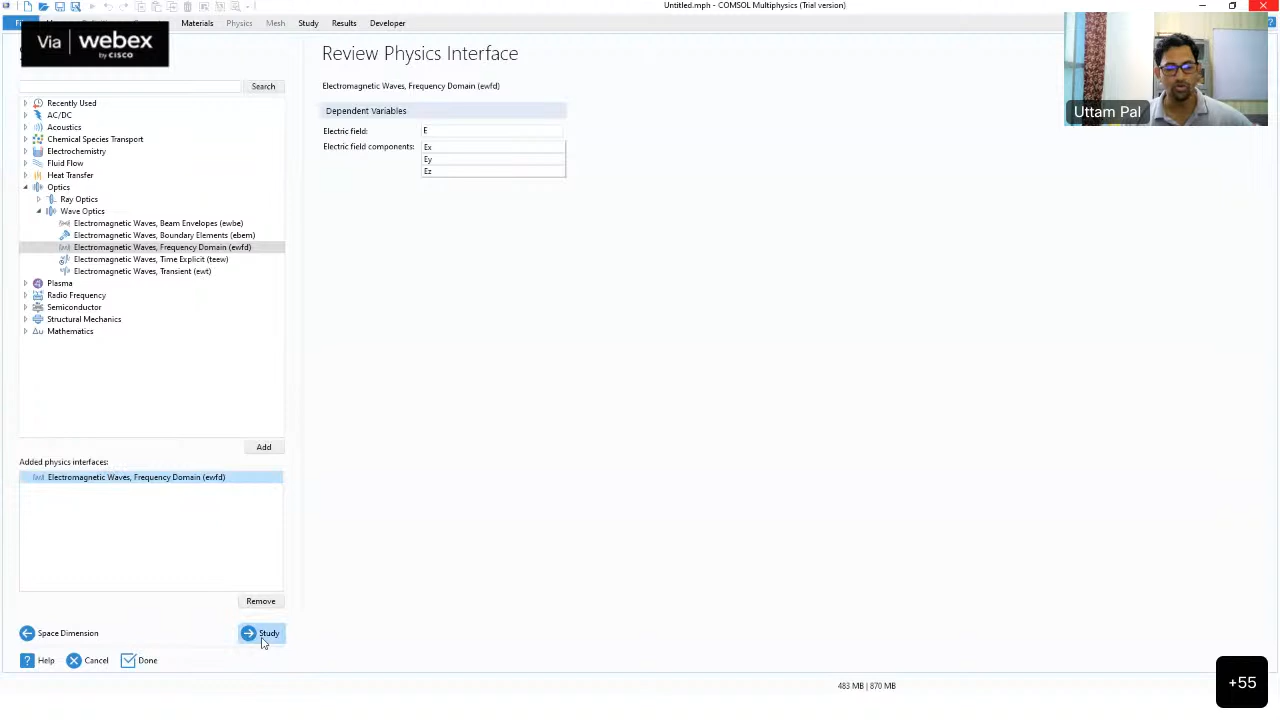 Untitled.mph - COMSOL Multiphysics (Trial version)
Materials Physics Mesh Study Results Developer
Via webex
by CISCO
Search
Recently Used
AC/DC
Acoustics
Chemical Species Transport
Electrochemistry
Fluid Flow
Heat Transfer
Optics
Ray Optics
Wave Optics
Electromagnetic Waves, Beam Envelopes (ewbe)
Electromagnetic Waves, Boundary Elements (ebem)
Electromagnetic Waves, Frequency Domain (ewfd)
Electromagnetic Waves, Time Explicit (teew)
Electromagnetic Waves, Transient (ewt)
Plasma
Radio Frequency
Semiconductor
Structural Mechanics
Δu Mathematics
Add
Added physics interfaces:
Electromagnetic Waves, Frequency Domain (ewfd)
Remove
Space Dimension
Study
? Help
Cancel
Done
Review Physics Interface
Electromagnetic Waves, Frequency Domain (ewfd)
Dependent Variables
Electric field: E
Electric field components: Ex
Ey
Ez
Uttam Pal
483 MB | 870 MB
+55